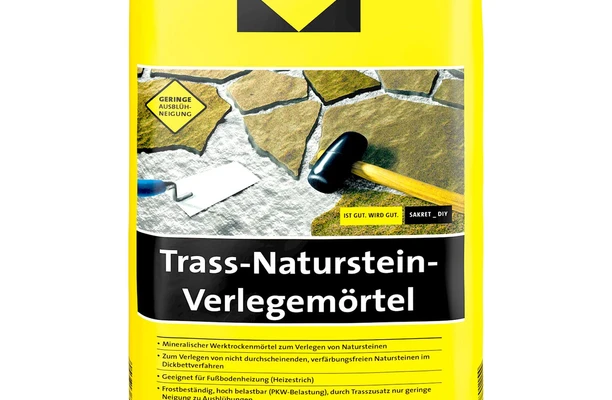 GERINGE
AUSBLÜH-
NEIGUNG
IST GUT. WIRD GUT.
SAKRET _ DIY
Trass-Naturstein-
Verlegemörtel
• Mineralischer Werktrockenmörtel zum Verlegen von Natursteinen
• Zum Verlegen von nicht durchscheinenden, verfärbungsfreien Natursteinen im
Dickbettverfahren
• Geeignet für Fußbodenheizung (Heizestrich)
• Frostbeständig, hoch belastbar (PKW-Belastung), durch Trasszusatz nur geringe
Neigung zu Ausblühungen